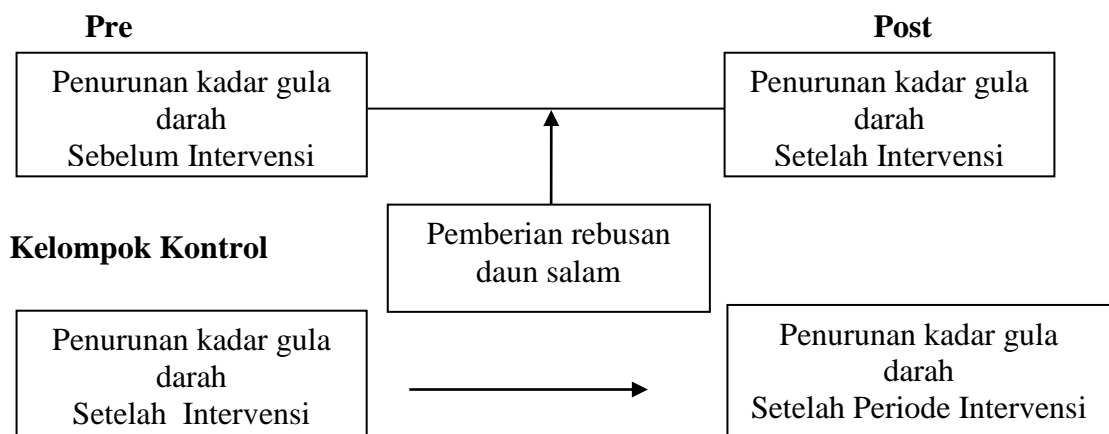 Pre
Post
Penurunan kadar gula
darah
Sebelum Intervensi
Penurunan kadar gula
darah
Setelah Intervensi
Pemberian rebusan
daun salam
Kelompok Kontrol
Penurunan kadar gula
darah
Setelah Intervensi
Penurunan kadar gula
darah
Setelah Periode Intervensi